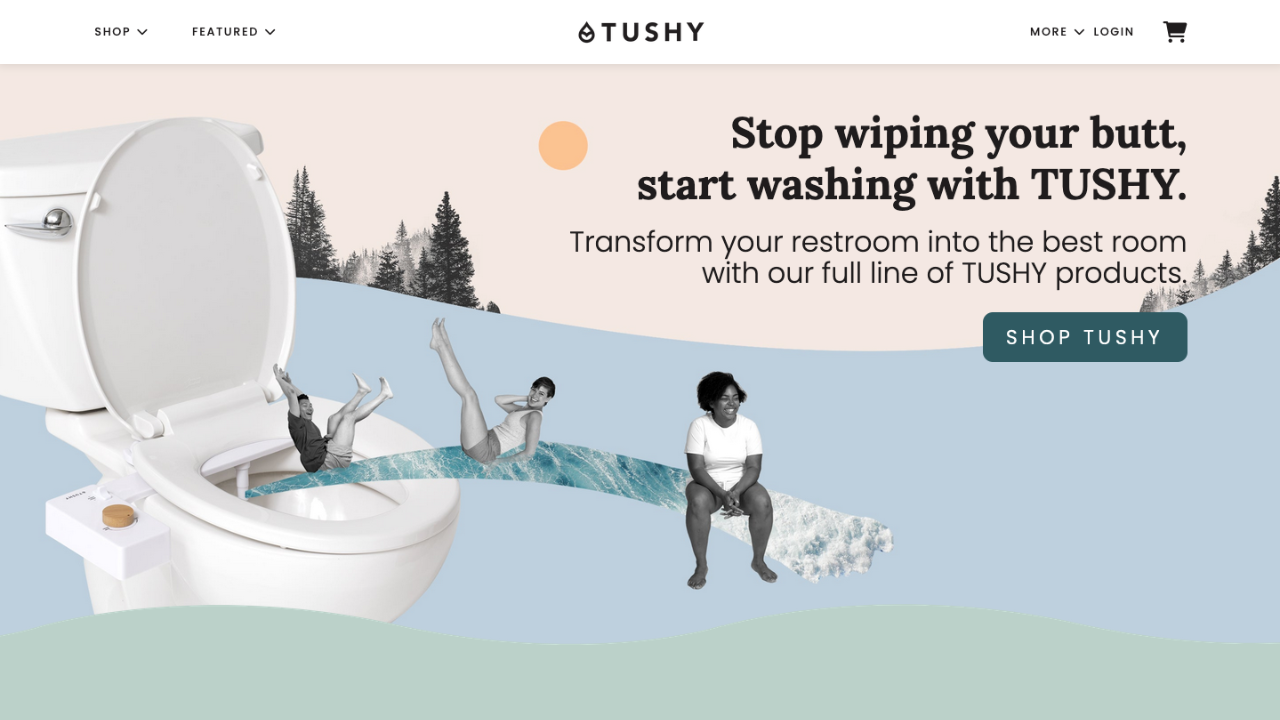 SHOP
FEATURED
TUSHY
MORE
LOGIN
Stop wiping your butt,
start washing with TUSHY.
Transform your restroom into the best room
with our full line of TUSHY products.
SHOP TUSHY
TUSHY